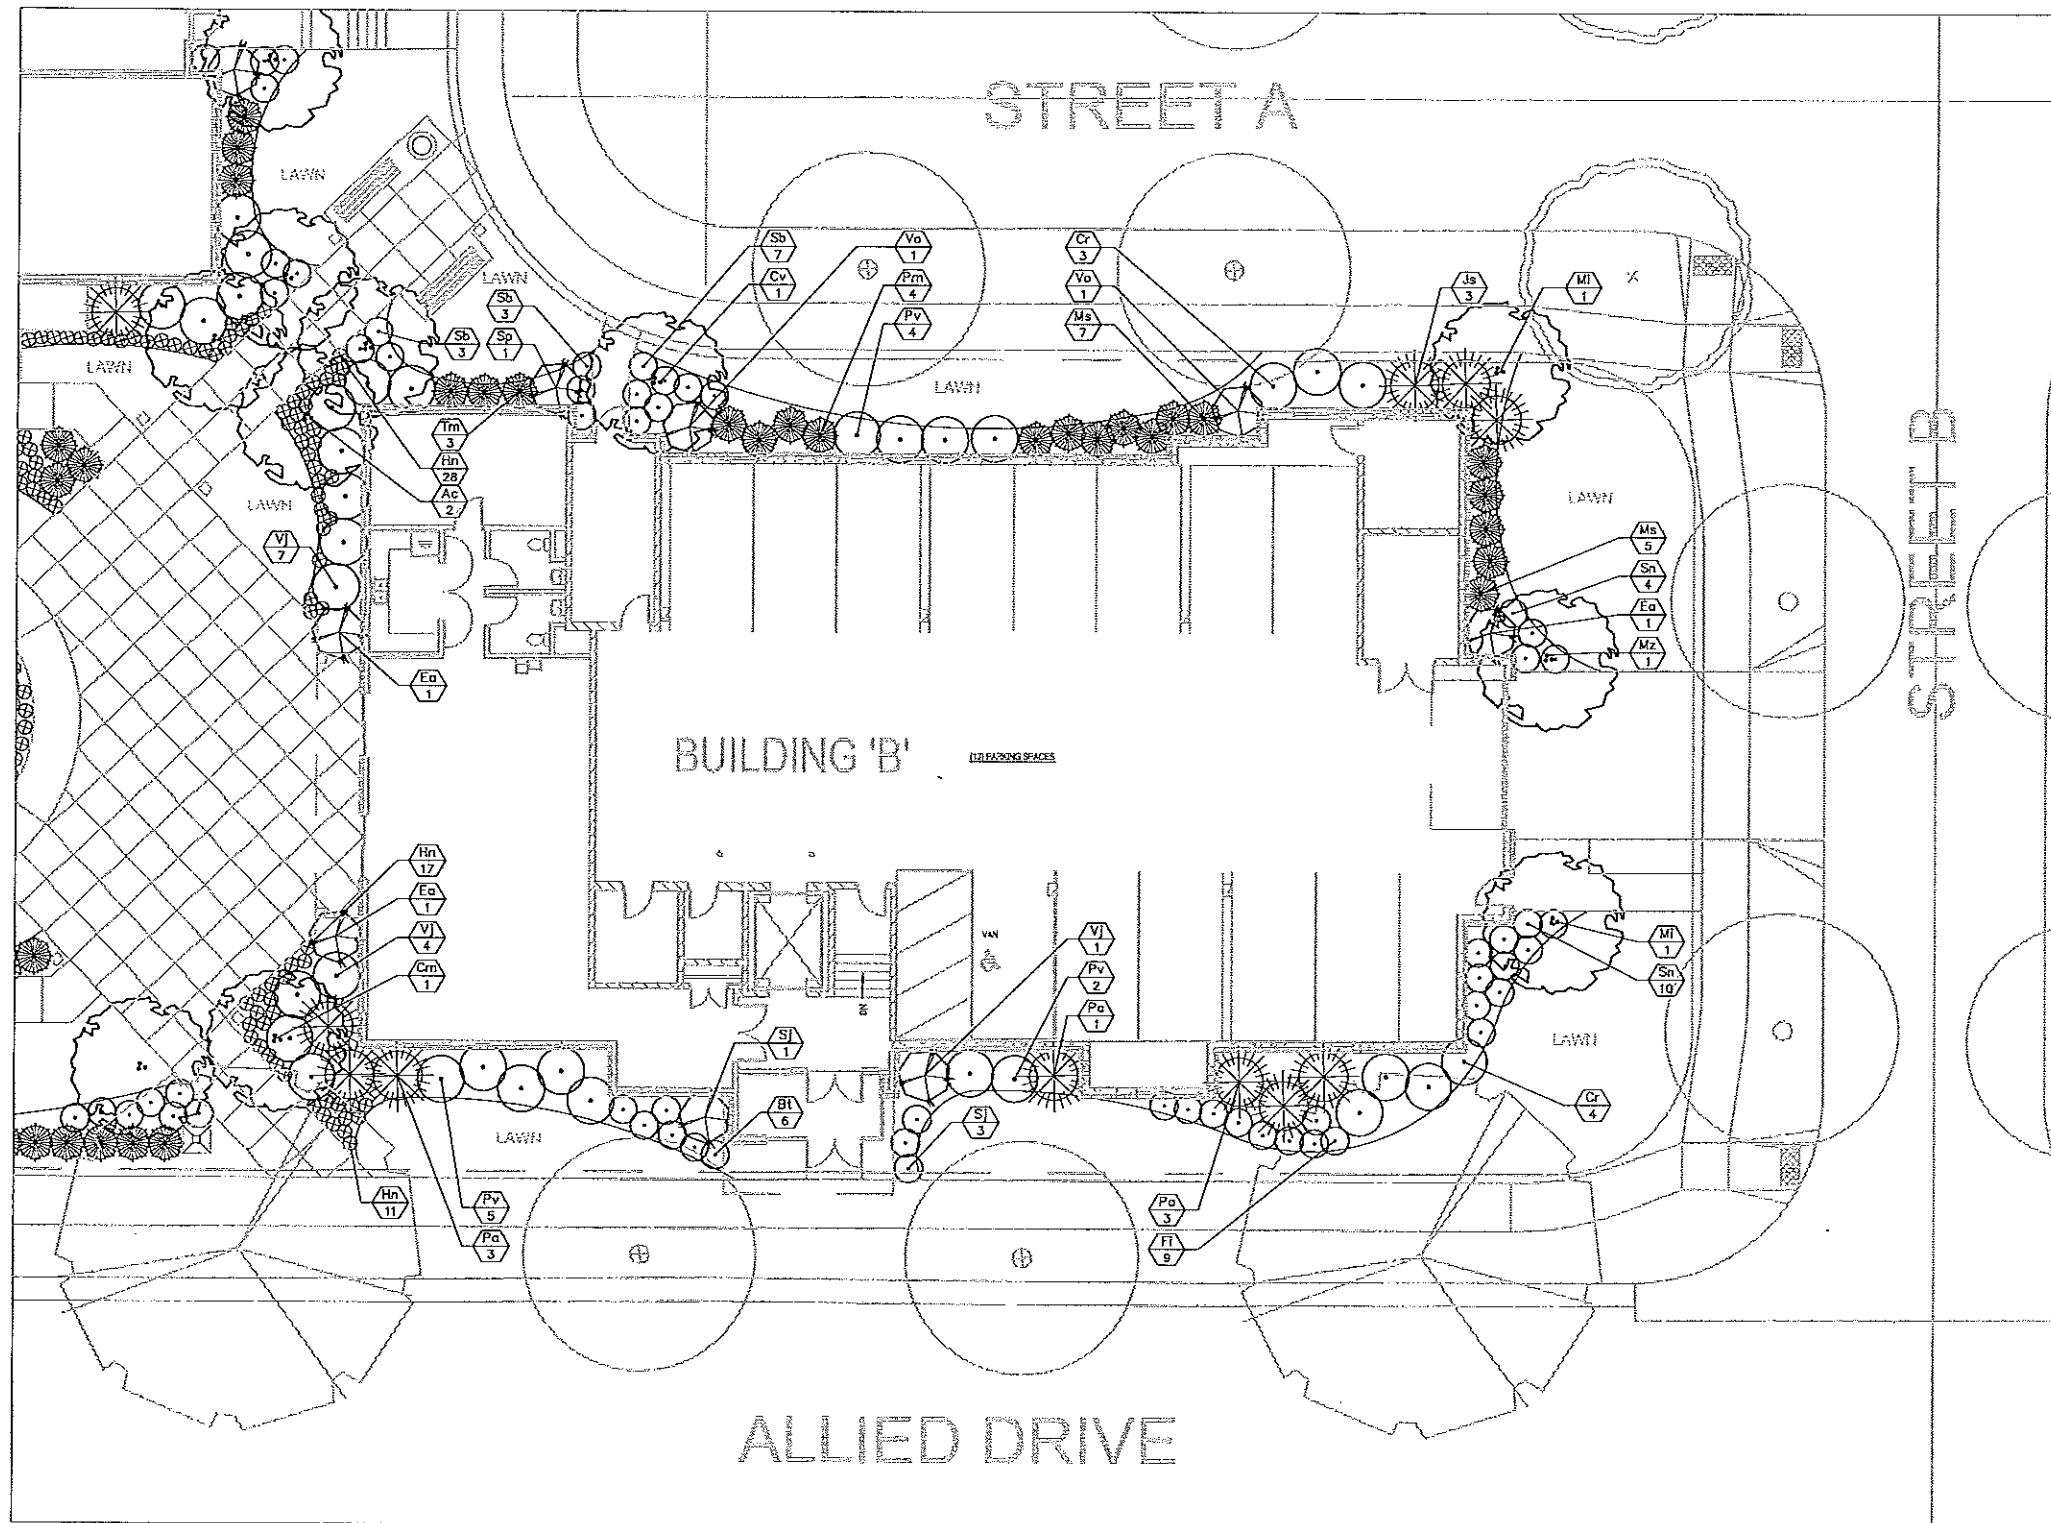 STREET A
LAWN
LAWN
Sb
7
Vo
1
Cr
3
Cv
1
Pm
4
Vo
1
Js
3
Ml
1
Sb
3
Pv
4
Ms
7
Sb
3
Sp
1
LAWN
LAWN
Tm
3
Hn
28
Ac
2
LAWN
LAWN
STREET B
Vj
7
Ms
5
Sn
4
Ea
1
Mz
1
Ea
1
BUILDING 'B'
Hn
17
Ea
1
Vj
4
Cm
1
VAN
Vj
1
Pv
2
Pa
1
Sj
1
Bt
6
Sj
3
Ml
1
Sn
10
LAWN
Cr
4
LAWN
Hn
11
Pv
5
Pa
3
Pa
3
Fi
9
ALLIED DRIVE